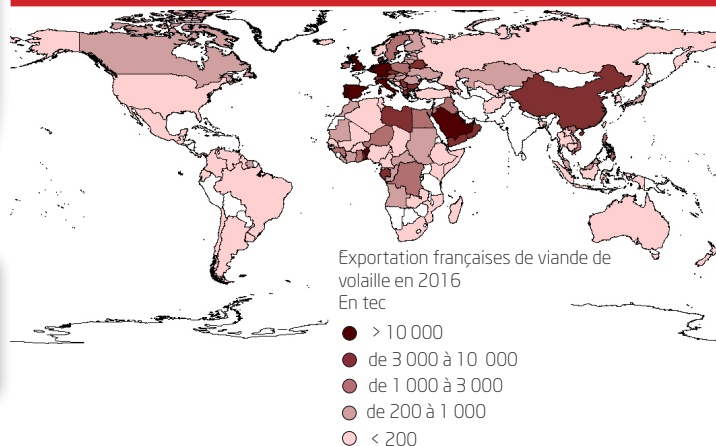 Exportation françaises de viande de
volaille en 2016
En tec
> 10 000
de 3 000 à 10 000
de 1 000 à 3 000
de 200 à 1 000
< 200